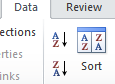 Data Review
ections
erties
inks
A Z
Z A
A Z Z A
Sort